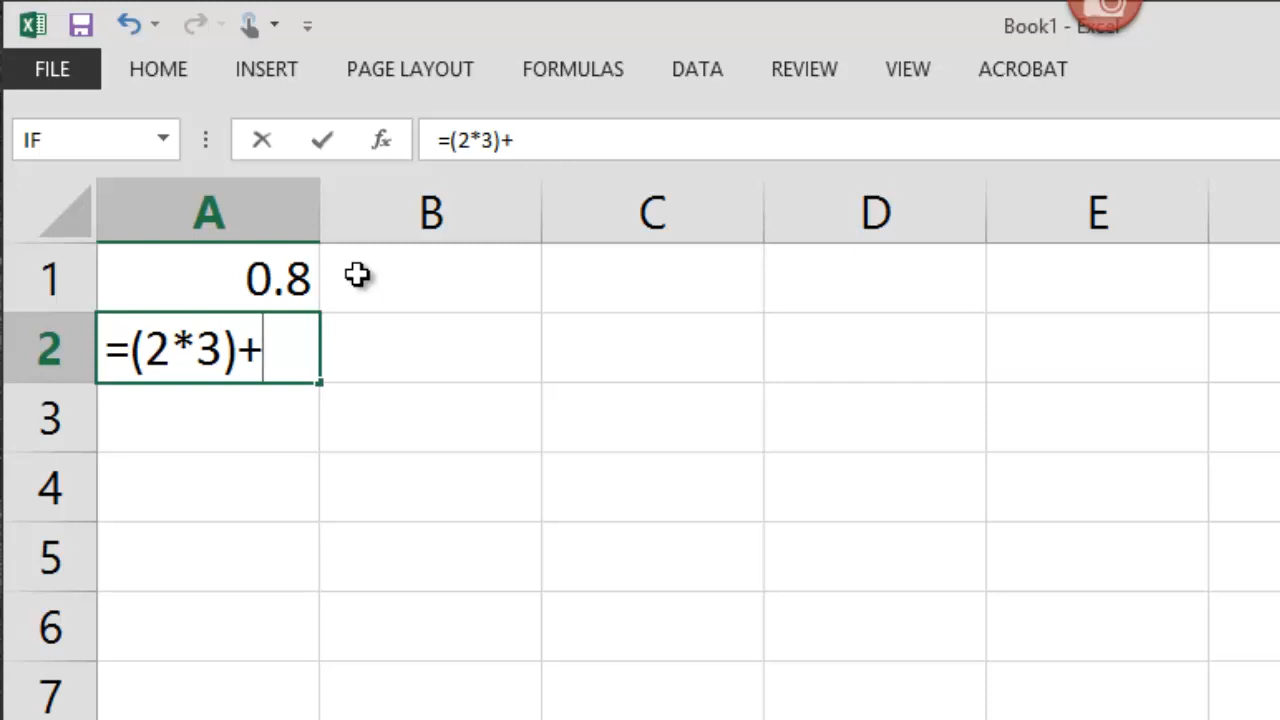 Book1 - Excel
FILE HOME INSERT PAGE LAYOUT FORMULAS DATA REVIEW VIEW ACROBAT
IF fx =(2*3)+
A B C D E
1 0.8
2 =(2*3)+
3
4
5
6
7